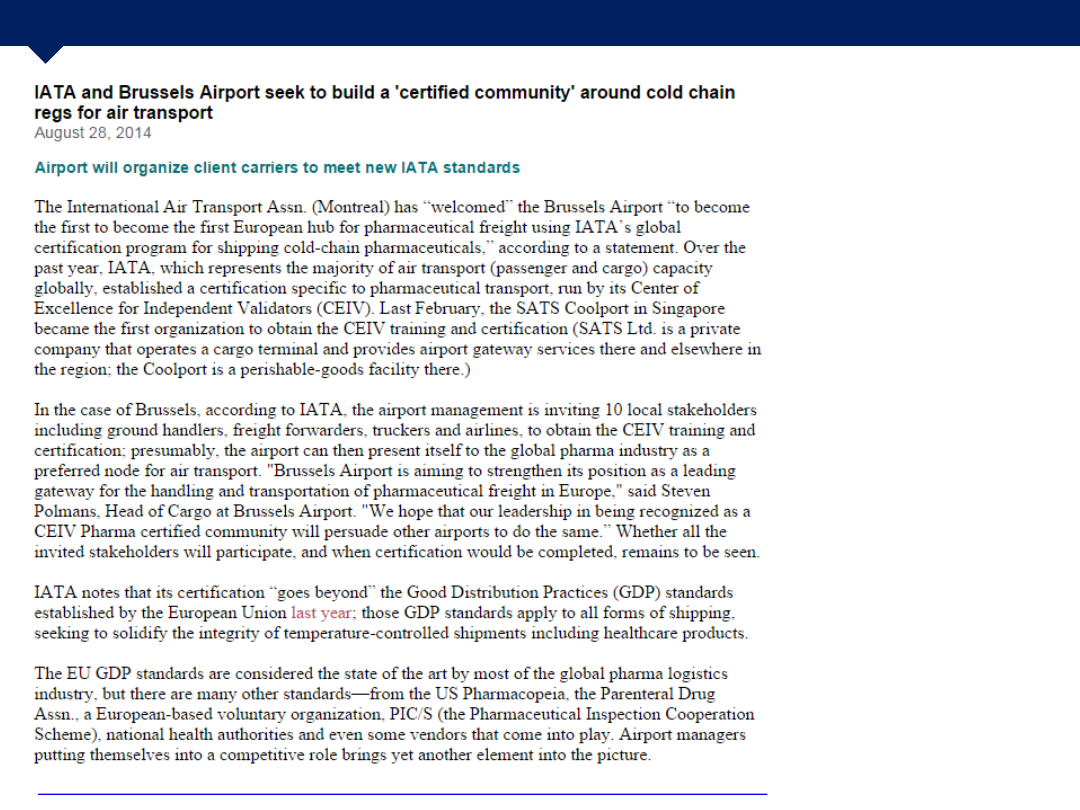 IATA and Brussels Airport seek to build a 'certified community' around cold chain
regs for air transport
August 28, 2014
Airport will organize client carriers to meet new IATA standards
The International Air Transport Assn. (Montreal) has “welcomed” the Brussels Airport “to become
the first to become the first European hub for pharmaceutical freight using IATA’s global
certification program for shipping cold-chain pharmaceuticals,” according to a statement. Over the
past year, IATA, which represents the majority of air transport (passenger and cargo) capacity
globally, established a certification specific to pharmaceutical transport, run by its Center of
Excellence for Independent Validators (CEIV). Last February, the SATS Coolport in Singapore
became the first organization to obtain the CEIV training and certification (SATS Ltd. is a private
company that operates a cargo terminal and provides airport gateway services there and elsewhere in
the region; the Coolport is a perishable-goods facility there.)
In the case of Brussels, according to IATA, the airport management is inviting 10 local stakeholders
including ground handlers, freight forwarders, truckers and airlines, to obtain the CEIV training and
certification; presumably, the airport can then present itself to the global pharma industry as a
preferred node for air transport. "Brussels Airport is aiming to strengthen its position as a leading
gateway for the handling and transportation of pharmaceutical freight in Europe," said Steven
Polmans, Head of Cargo at Brussels Airport. "We hope that our leadership in being recognized as a
CEIV Pharma certified community will persuade other airports to do the same.” Whether all the
invited stakeholders will participate, and when certification would be completed, remains to be seen.
IATA notes that its certification “goes beyond” the Good Distribution Practices (GDP) standards
established by the European Union last year; those GDP standards apply to all forms of shipping,
seeking to solidify the integrity of temperature-controlled shipments including healthcare products.
The EU GDP standards are considered the state of the art by most of the global pharma logistics
industry, but there are many other standards—from the US Pharmacopeia, the Parenteral Drug
Assn., a European-based voluntary organization, PIC/S (the Pharmaceutical Inspection Cooperation
Scheme), national health authorities and even some vendors that come into play. Airport managers
putting themselves into a competitive role brings yet another element into the picture.